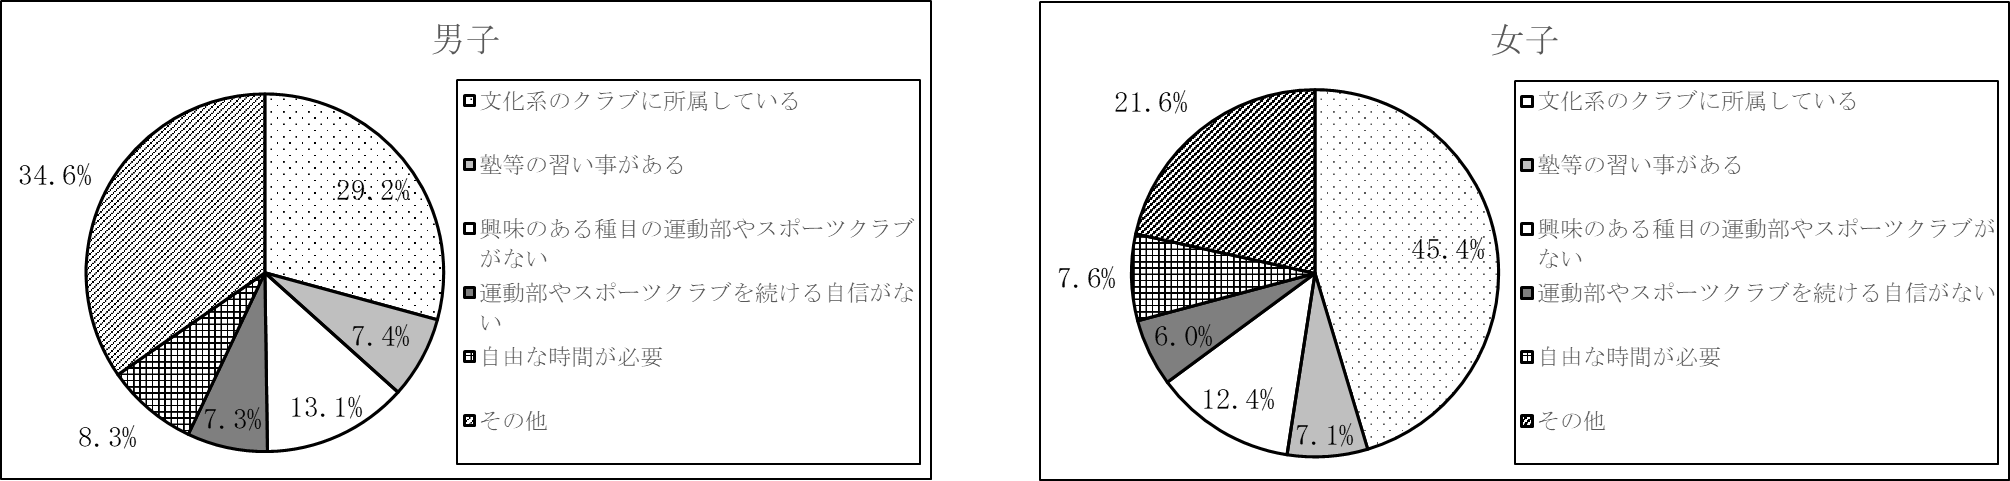 男子
29.2%
7.4%
13.1%
7.3%
8.3%
34.6%
文化系のクラブに所属している
塾等の習い事がある
興味のある種目の運動部やスポーツクラブ
がない
運動部やスポーツクラブを続ける自信がな
い
自由な時間が必要
その他
女子
45.4%
7.1%
12.4%
6.0%
7.6%
21.6%
文化系のクラブに所属している
塾等の習い事がある
興味のある種目の運動部やスポーツクラブが
ない
運動部やスポーツクラブを続ける自信がない
自由な時間が必要
その他